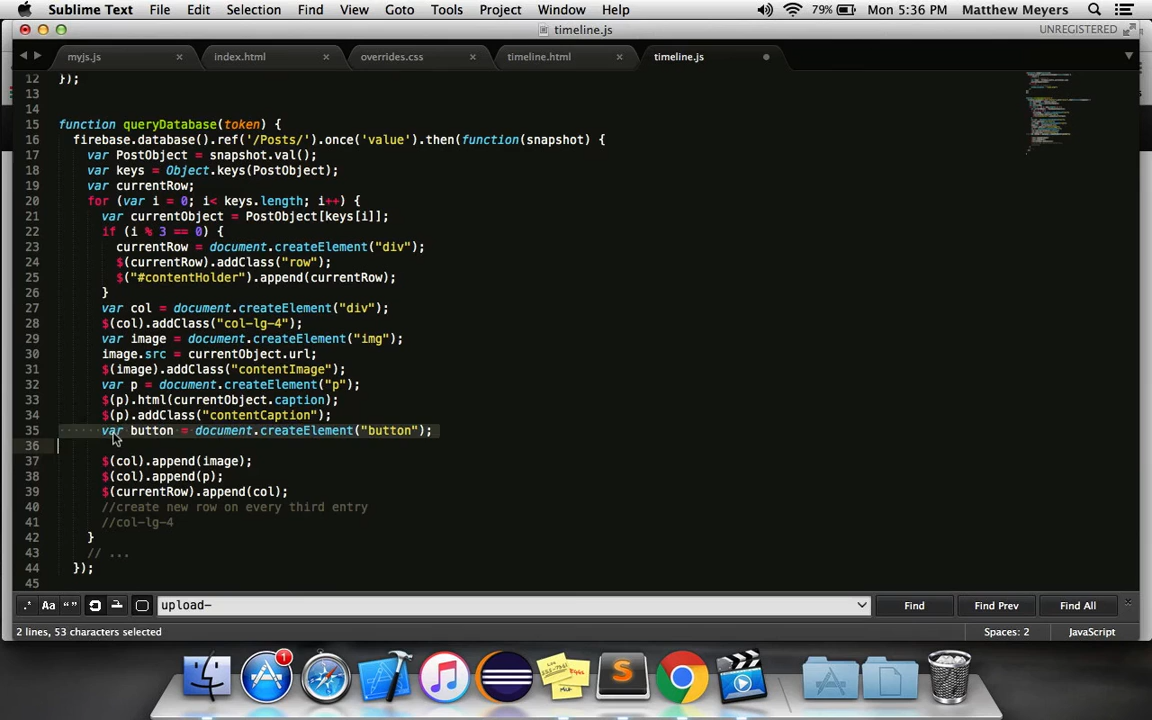 Sublime Text File Edit Selection Find View Goto Tools Project Window Help 79% Mon 5:36 PM Matthew Meyers
timeline.js UNREGISTERED
myjs.js index.html overrides.css timeline.html timeline.js
12 });
13
14
15 function queryDatabase(token) {
16 firebase.database().ref('/Posts/').once('value').then(function(snapshot) {
17 var PostObject = snapshot.val();
18 var keys = Object.keys(PostObject);
19 var currentRow;
20 for (var i = 0; i< keys.length; i++) {
21 var currentObject = PostObject[keys[i]];
22 if (i % 3 == 0) {
23 currentRow = document.createElement("div");
24 $(currentRow).addClass("row");
25 $("#contentHolder").append(currentRow);
26 }
27 var col = document.createElement("div");
28 $(col).addClass("col-lg-4");
29 var image = document.createElement("img");
30 image.src = currentObject.url;
31 $(image).addClass("contentImage");
32 var p = document.createElement("p");
33 $(p).html(currentObject.caption);
34 $(p).addClass("contentCaption");
35 var button = document.createElement("button");
36
37 $(col).append(image);
38 $(col).append(p);
39 $(currentRow).append(col);
40 //create new row on every third entry
41 //col-lg-4
42 }
43 // ...
44 });
45
.* Aa “” upload- Find Find Prev Find All
2 lines, 53 characters selected Spaces: 2 JavaScript
1